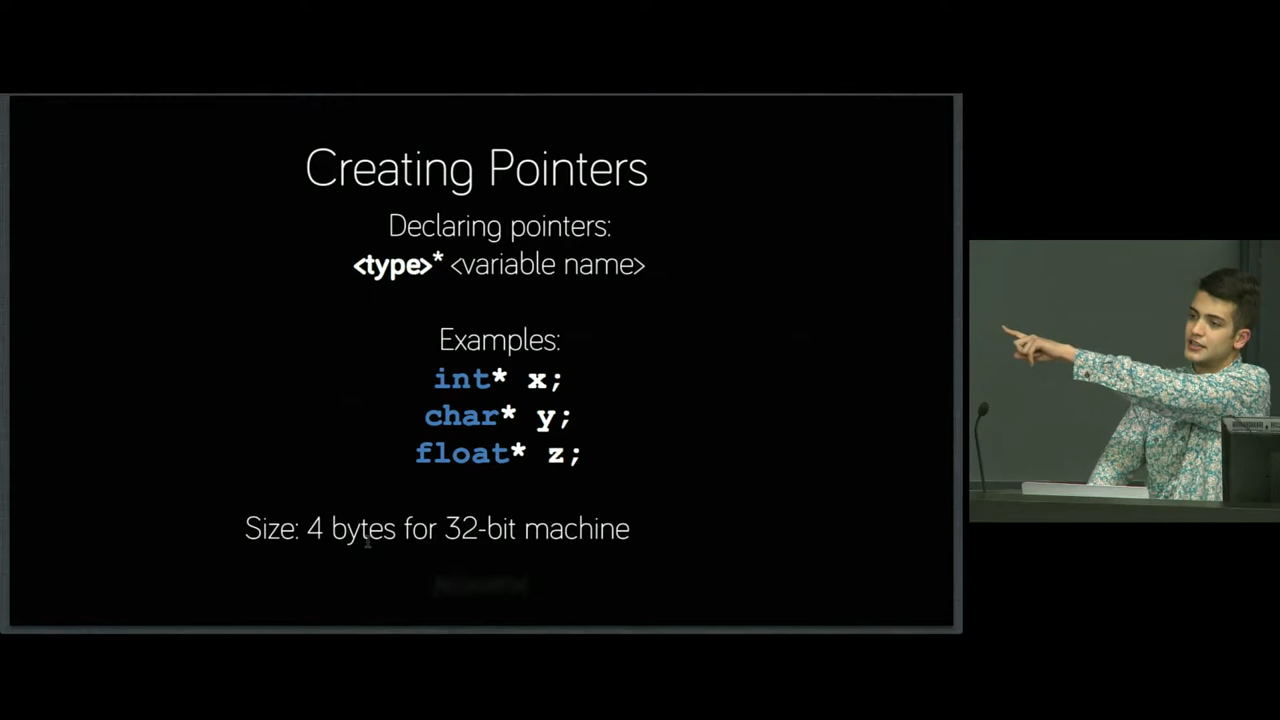 Creating Pointers
Declaring pointers:
<type>* <variable name>
Examples:
int* x;
char* y;
float* z;
Size: 4 bytes for 32-bit machine